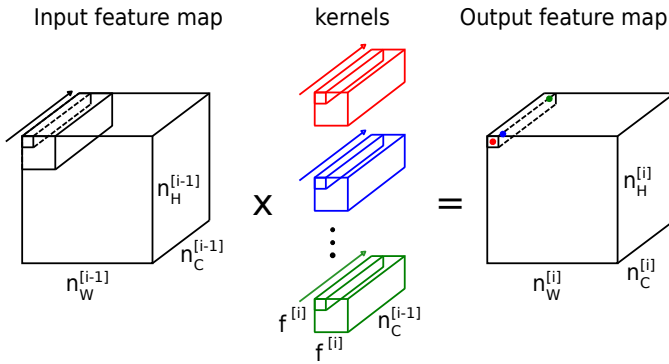 Input feature map
kernels
Output feature map
n_H^[i-1]
n_C^[i-1]
n_W^[i-1]
x
f^[i]
f^[i]
n_C^[i-1]
=
n_H^[i]
n_C^[i]
n_W^[i]